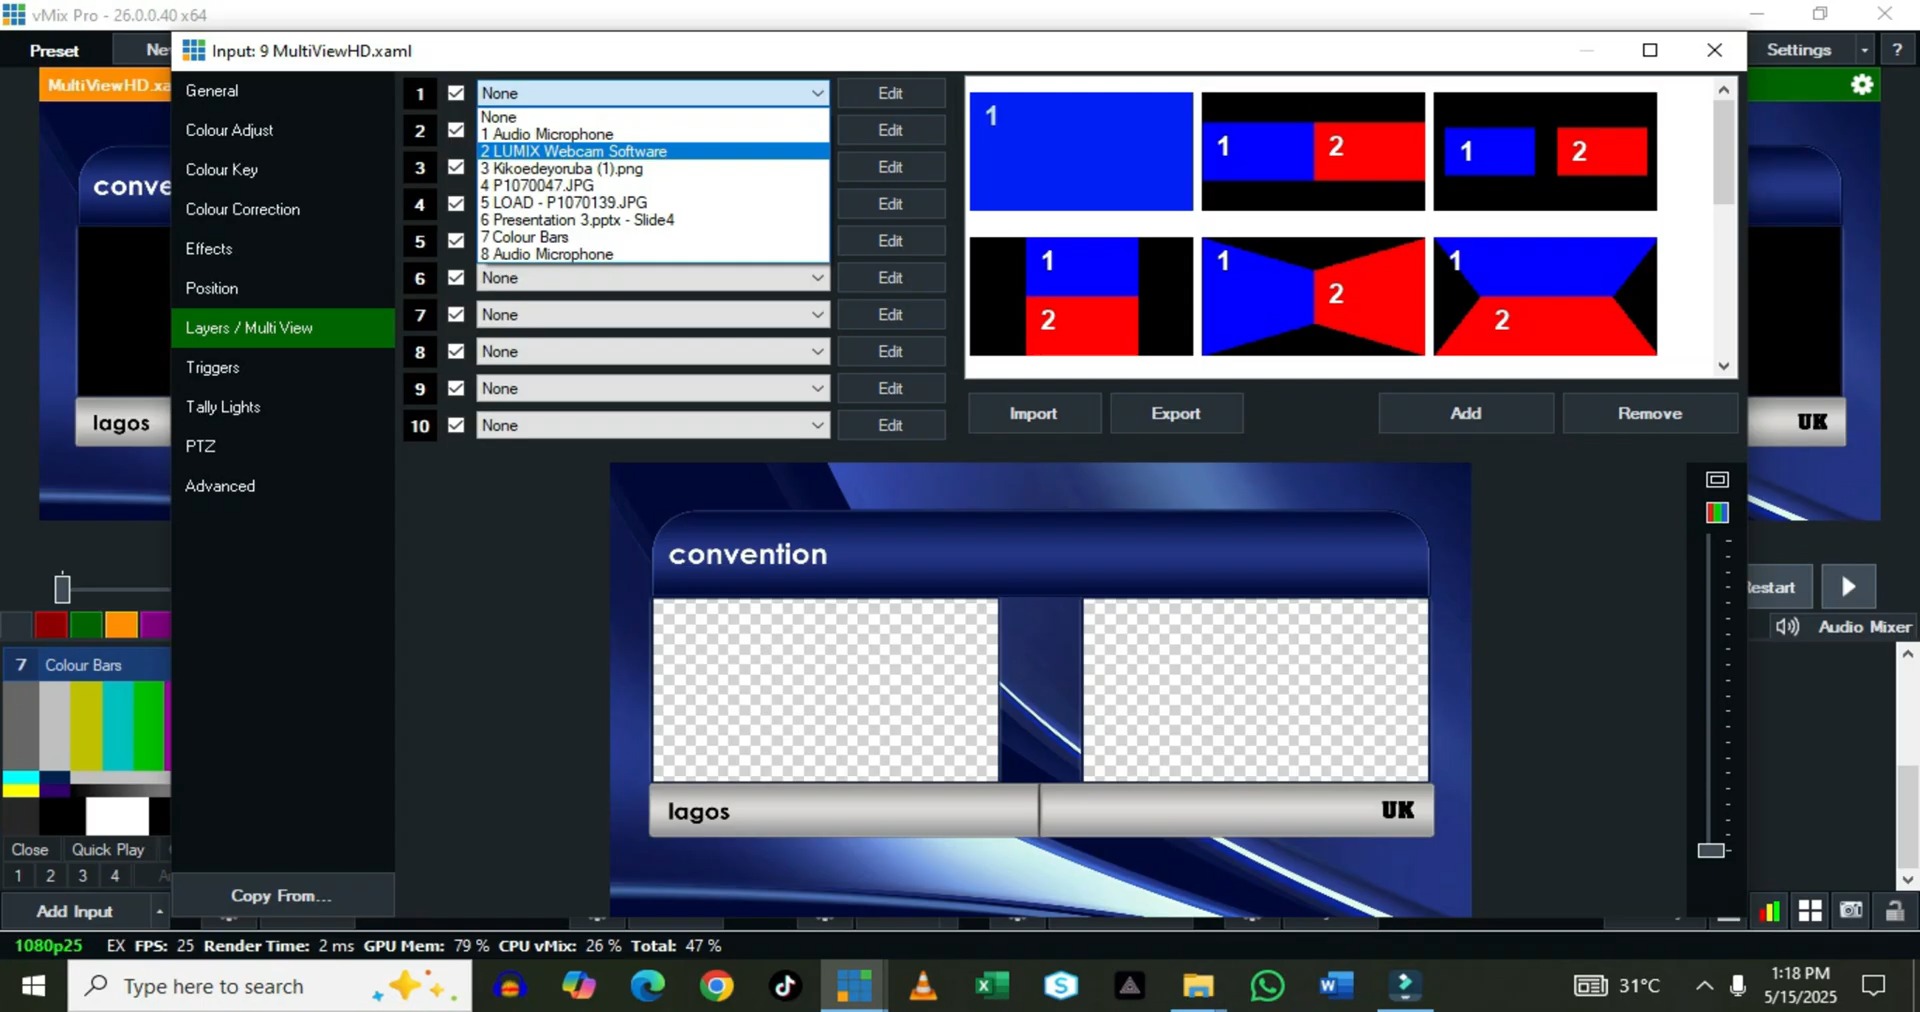 vMix Pro - 26.0.0.40 x64
Preset
Ne
Input: 9 MultiViewHD.xaml
Settings
?
MultiViewHD.xa
General
Colour Adjust
Colour Key
Colour Correction
Effects
Position
Layers / Multi View
Triggers
Tally Lights
PTZ
Advanced
Copy From...
1 None Edit
None
1 Audio Microphone
2 LUMIX Webcam Software
3 Kikoedeyoruba (1).png
4 P1070047.JPG
5 LOAD - P1070139.JPG
6 Presentation 3.pptx - Slide4
7 Colour Bars
8 Audio Microphone
2 Edit
3 Edit
4 Edit
5 Edit
6 None Edit
7 None Edit
8 None Edit
9 None Edit
10 None Edit
1
1 2
1 2
1
2
1 2
1
2
Import
Export
Add
Remove
conve
lagos
UK
convention
lagos
UK
Restart
Audio Mixer
7 Colour Bars
Close Quick Play
1 2 3 4
Add Input
1080p25 EX FPS: 25 Render Time: 2 ms GPU Mem: 79 % CPU vMix: 26 % Total: 47 %
Type here to search
31°C
1:18 PM
5/15/2025